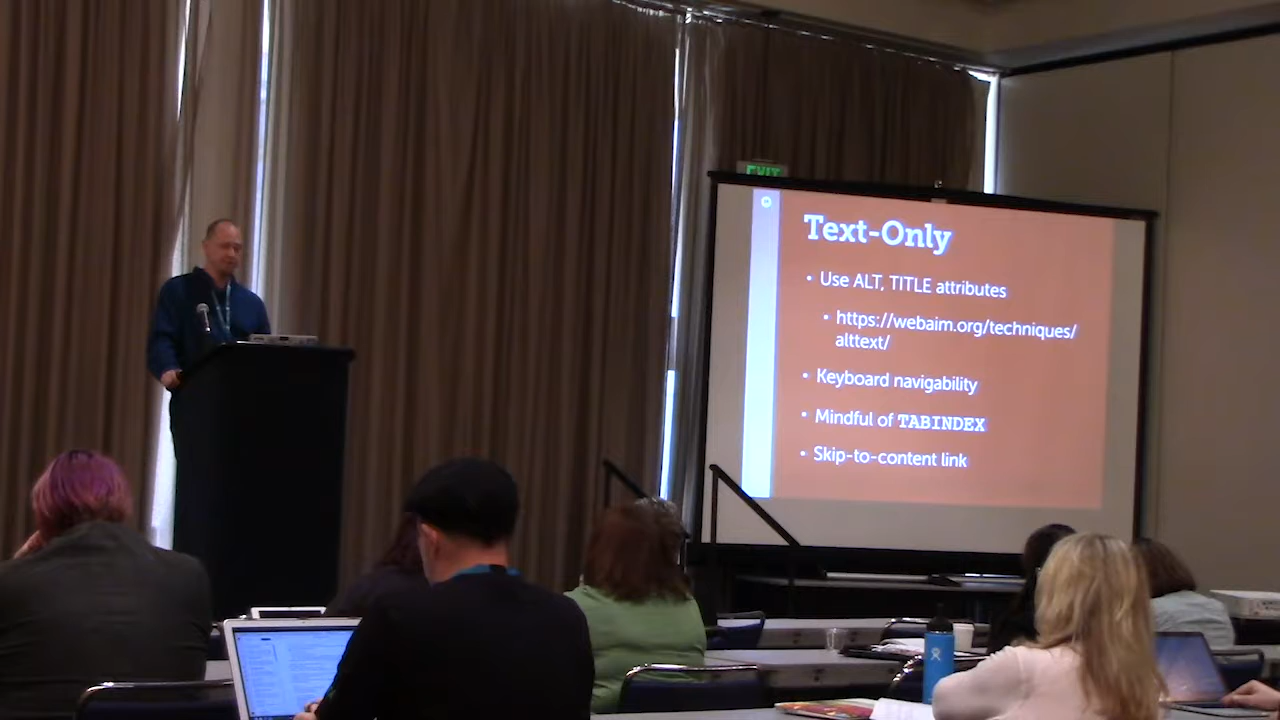 EXIT
Text-Only
Use ALT, TITLE attributes
https://webaim.org/techniques/
alttext/
Keyboard navigability
Mindful of TABINDEX
Skip-to-content link